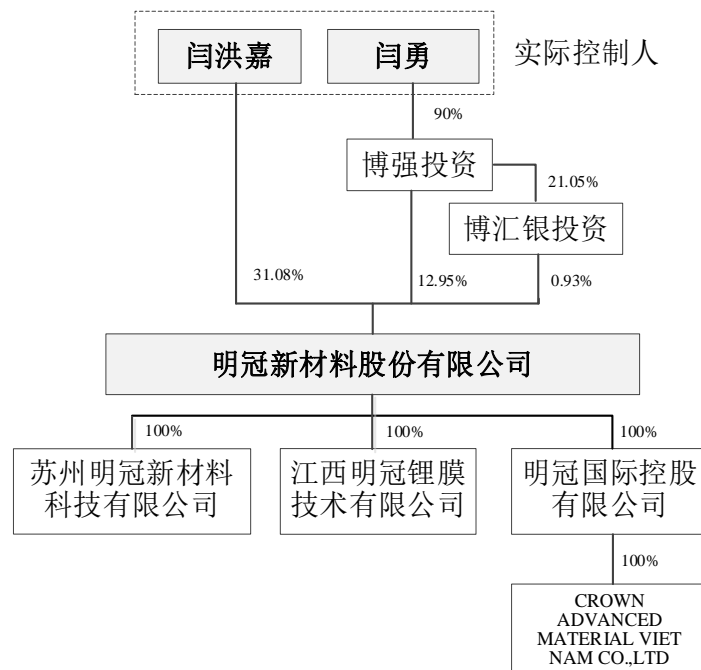 闫洪嘉
闫勇
实际控制人
90%
博强投资
21.05%
博汇银投资
31.08%
12.95%
0.93%
明冠新材料股份有限公司
100%
100%
100%
苏州明冠新材料
科技有限公司
江西明冠锂膜
技术有限公司
明冠国际控股
有限公司
100%
CROWN
ADVANCED
MATERIAL VIET
NAM CO.,LTD